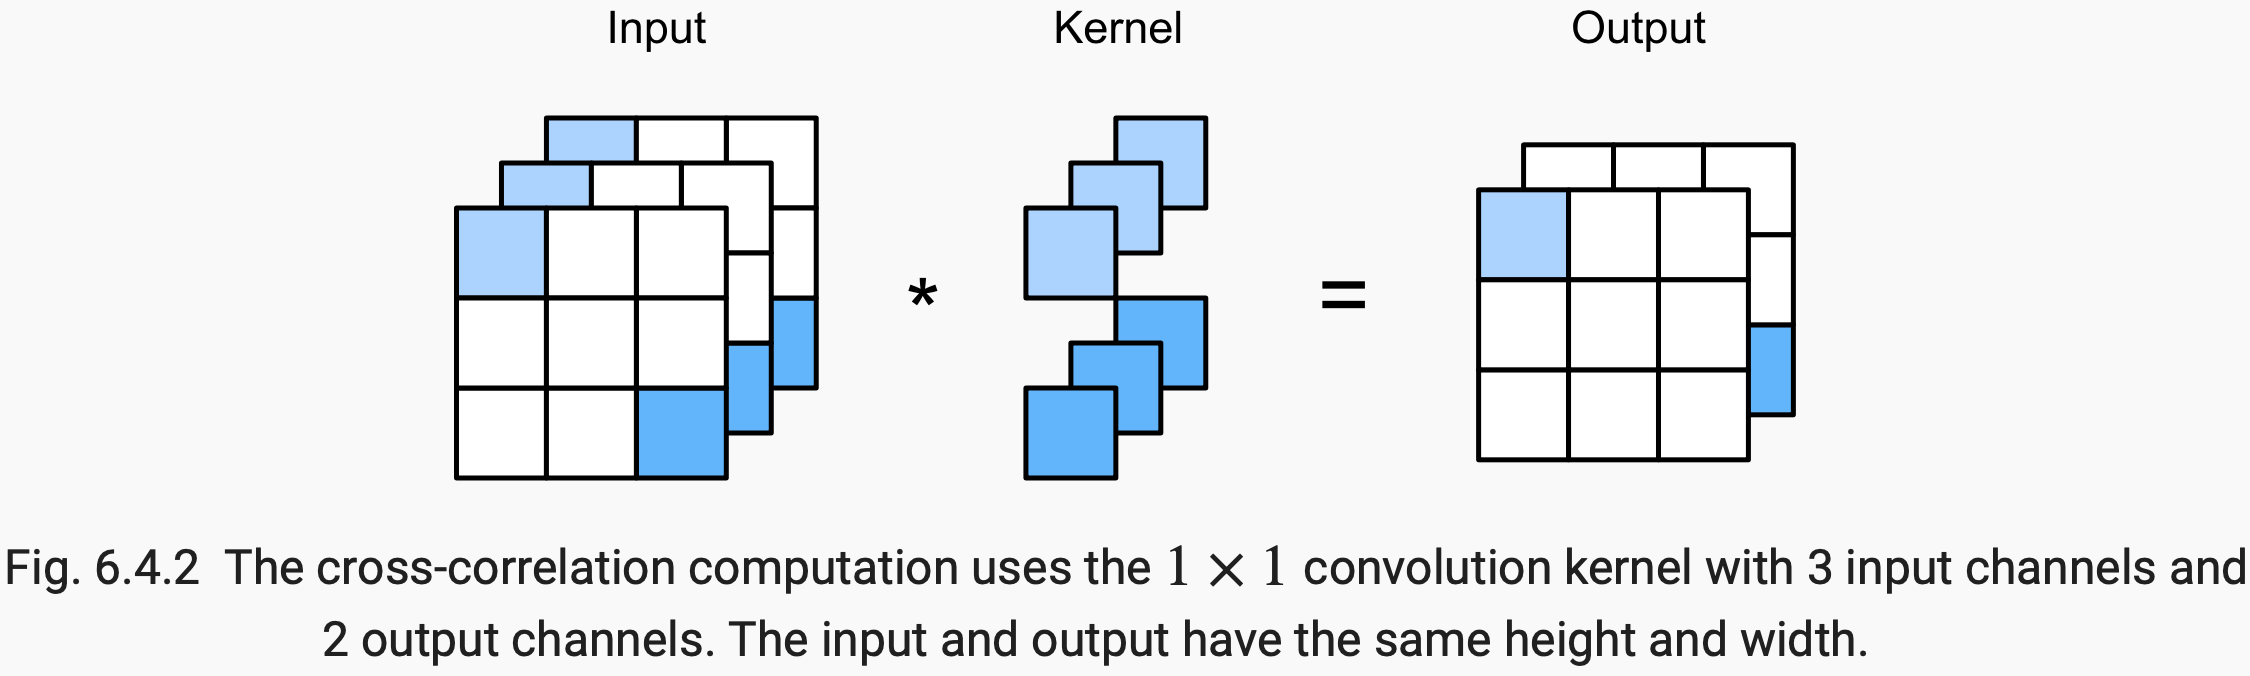 Input Kernel Output
* =
Fig. 6.4.2 The cross-correlation computation uses the 1 × 1 convolution kernel with 3 input channels and
2 output channels. The input and output have the same height and width.